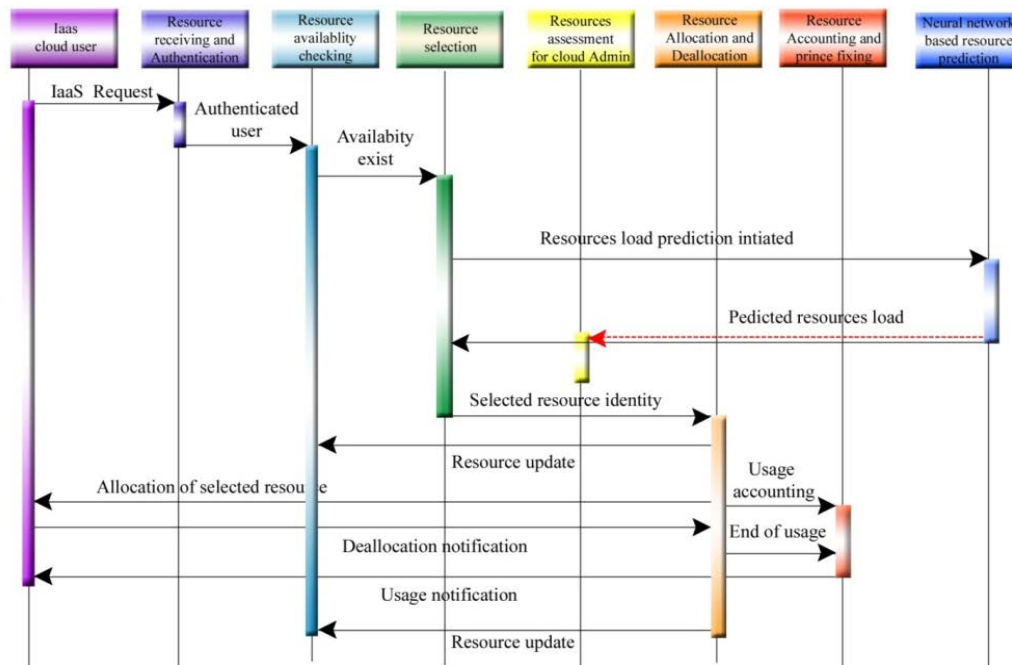 Iaas
cloud user
Resource
receiving and
Authentication
Resource
availablity
checking
Resource
selection
Resources
assessment
for cloud Admin
Resource
Allocation and
Deallocation
Resource
Accounting and
prince fixing
Neural network
based resource
prediction
IaaS Request
Authenticated
user
Availabity
exist
Resources load prediction intiated
Pedicted resources load
Selected resource identity
Resource update
Usage
accounting
Allocation of selected resource
End of usage
Deallocation notification
Usage notification
Resource update